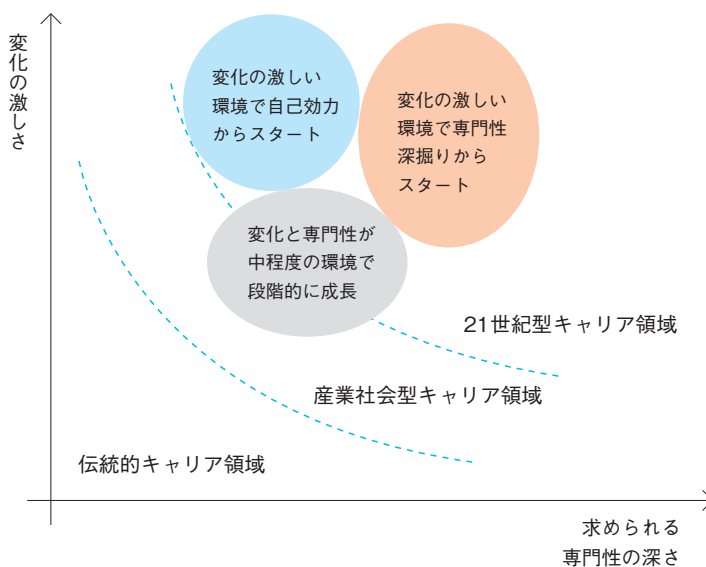 変化の激しさ
変化の激しい
環境で自己効力
からスタート
変化の激しい
環境で専門性
深掘りから
スタート
変化と専門性が
中程度の環境で
段階的に成長
21世紀型キャリア領域
産業社会型キャリア領域
伝統的キャリア領域
求められる
専門性の深さ